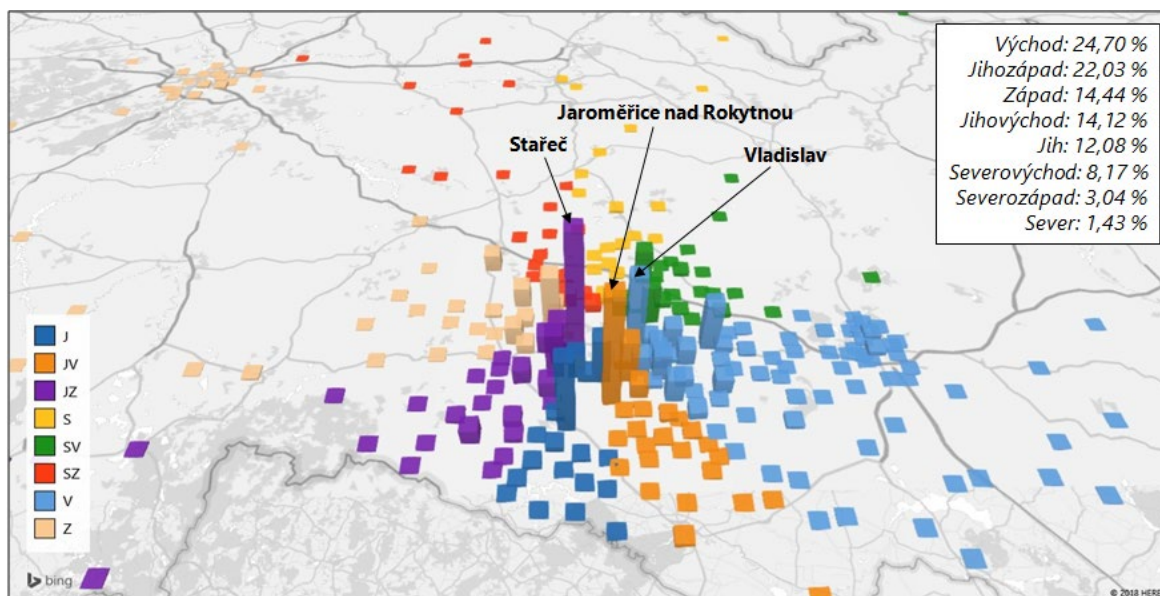 Východ: 24,70 %
Jihozápad: 22,03 %
Západ: 14,44 %
Jihovýchod: 14,12 %
Jih: 12,08 %
Severovýchod: 8,17 %
Severozápad: 3,04 %
Sever: 1,43 %
Jaroměřice nad Rokytnou
Stařeč
Vladislav
J
JV
JZ
S
SV
SZ
V
Z
bing
© 2018 HERE